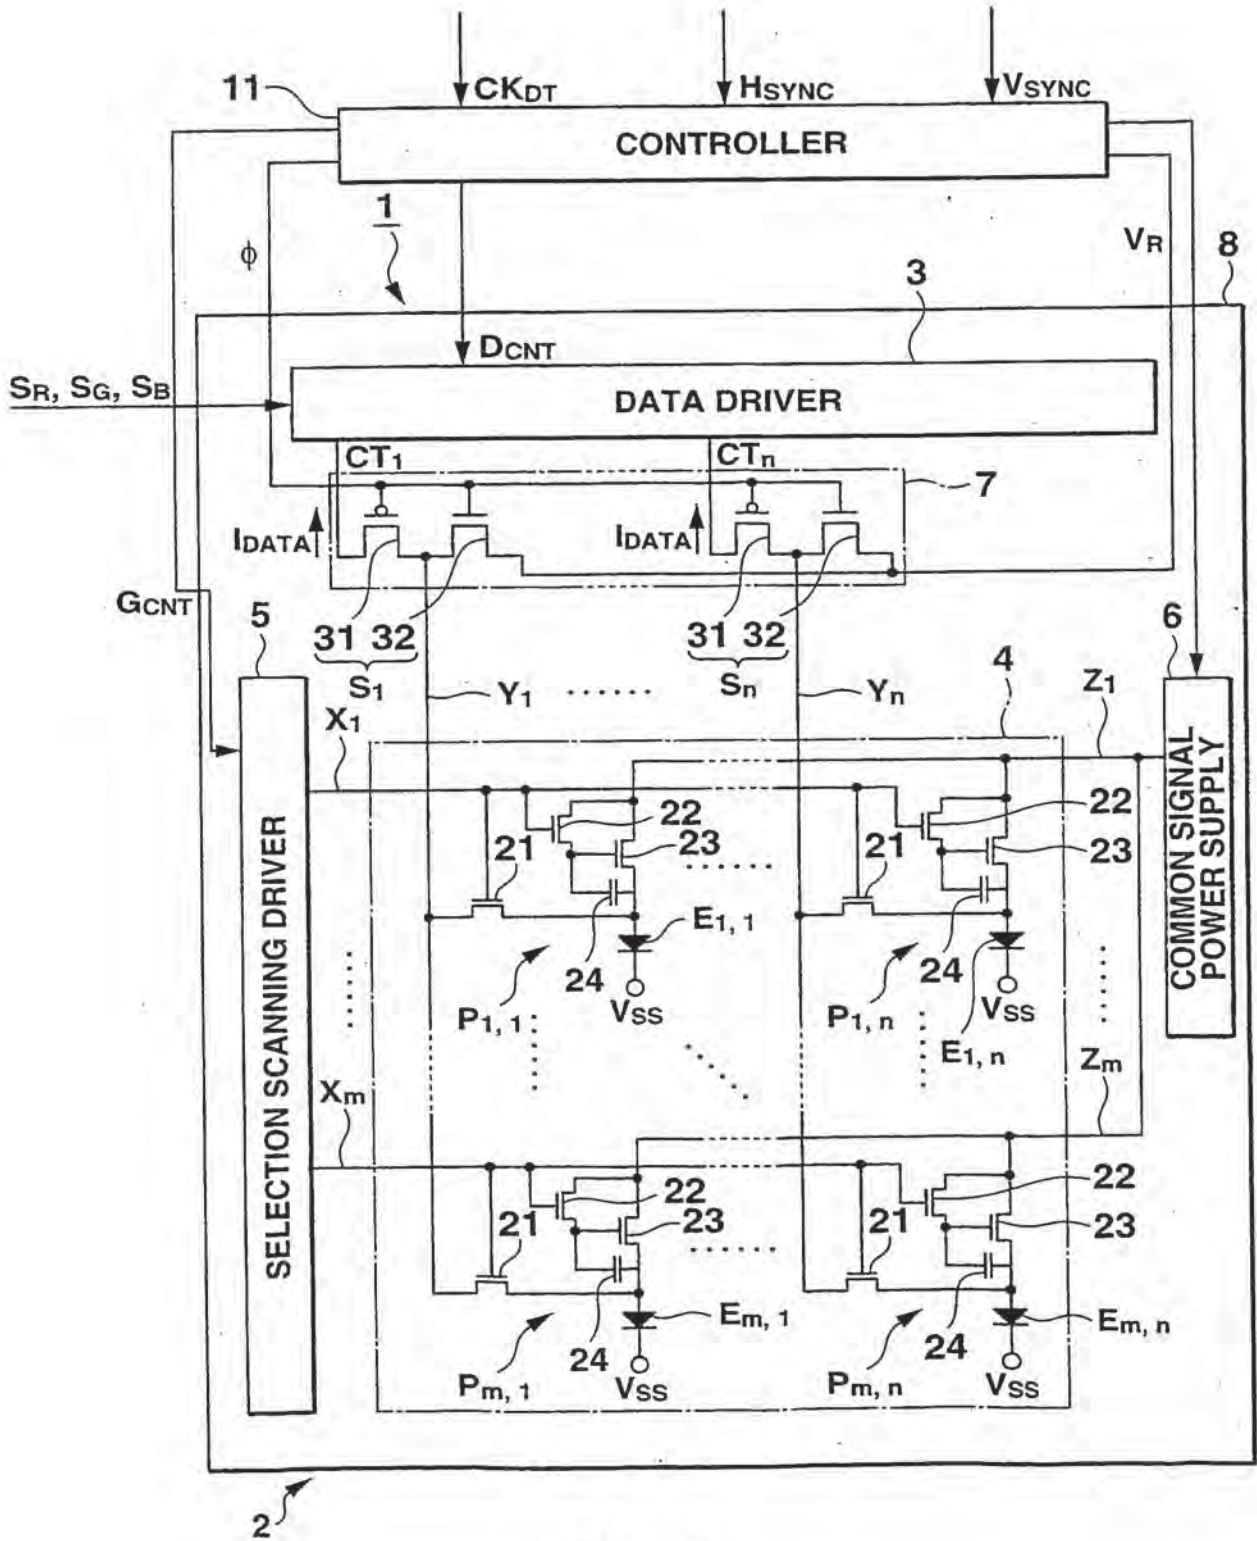 CKDT HSYNC VSYNC
11
CONTROLLER
1
ϕ VR 8
3
DCNT
SR, SG, SB
DATA DRIVER
CT1 CTn
7
IDATA IDATA
GCNT
5 31 32 31 32 6
S1 Sn 4
Y1 Yn Z1
X1
22 22
21 23 21 23
E1, 1
24 24
P1, 1 VSS P1, n VSS
E1, n
Xm Zm
22 22
21 23 21 23
Em, 1 Em, n
24 24
Pm, 1 VSS Pm, n VSS
SELECTION SCANNING DRIVER
COMMON SIGNAL
POWER SUPPLY
2